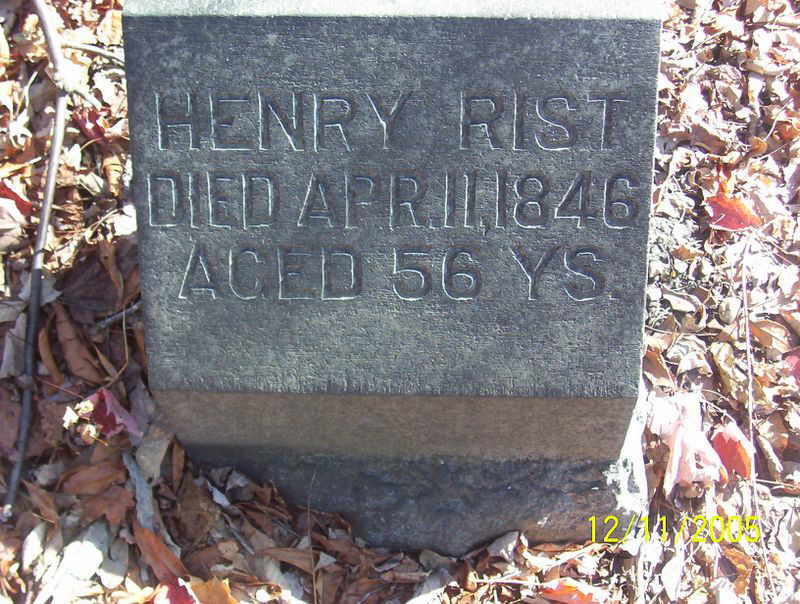 HENRY RIST
DIED APR. 11, 1846
AGED 56 YS.
12/11/2005